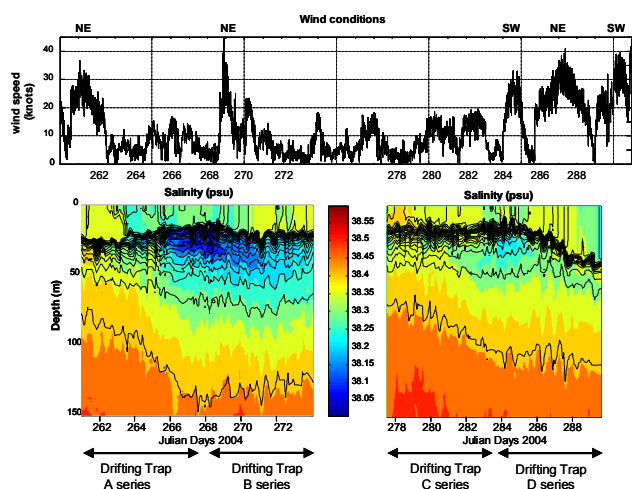 Wind conditions
NE NE SW NE SW
wind speed
(knots)
40
30
20
10
0
262 264 266 268 270 272 278 280 282 284 286 288
Salinity (psu) Salinity (psu)
Depth (m)
0
50
100
150
38.55
38.5
38.45
38.4
38.35
38.3
38.25
38.2
38.15
38.1
38.05
262 264 266 268 270 272
278 280 282 284 286 288
Julian Days 2004 Julian Days 2004
Drifting Trap
A series
Drifting Trap
B series
Drifting Trap
C series
Drifting Trap
D series